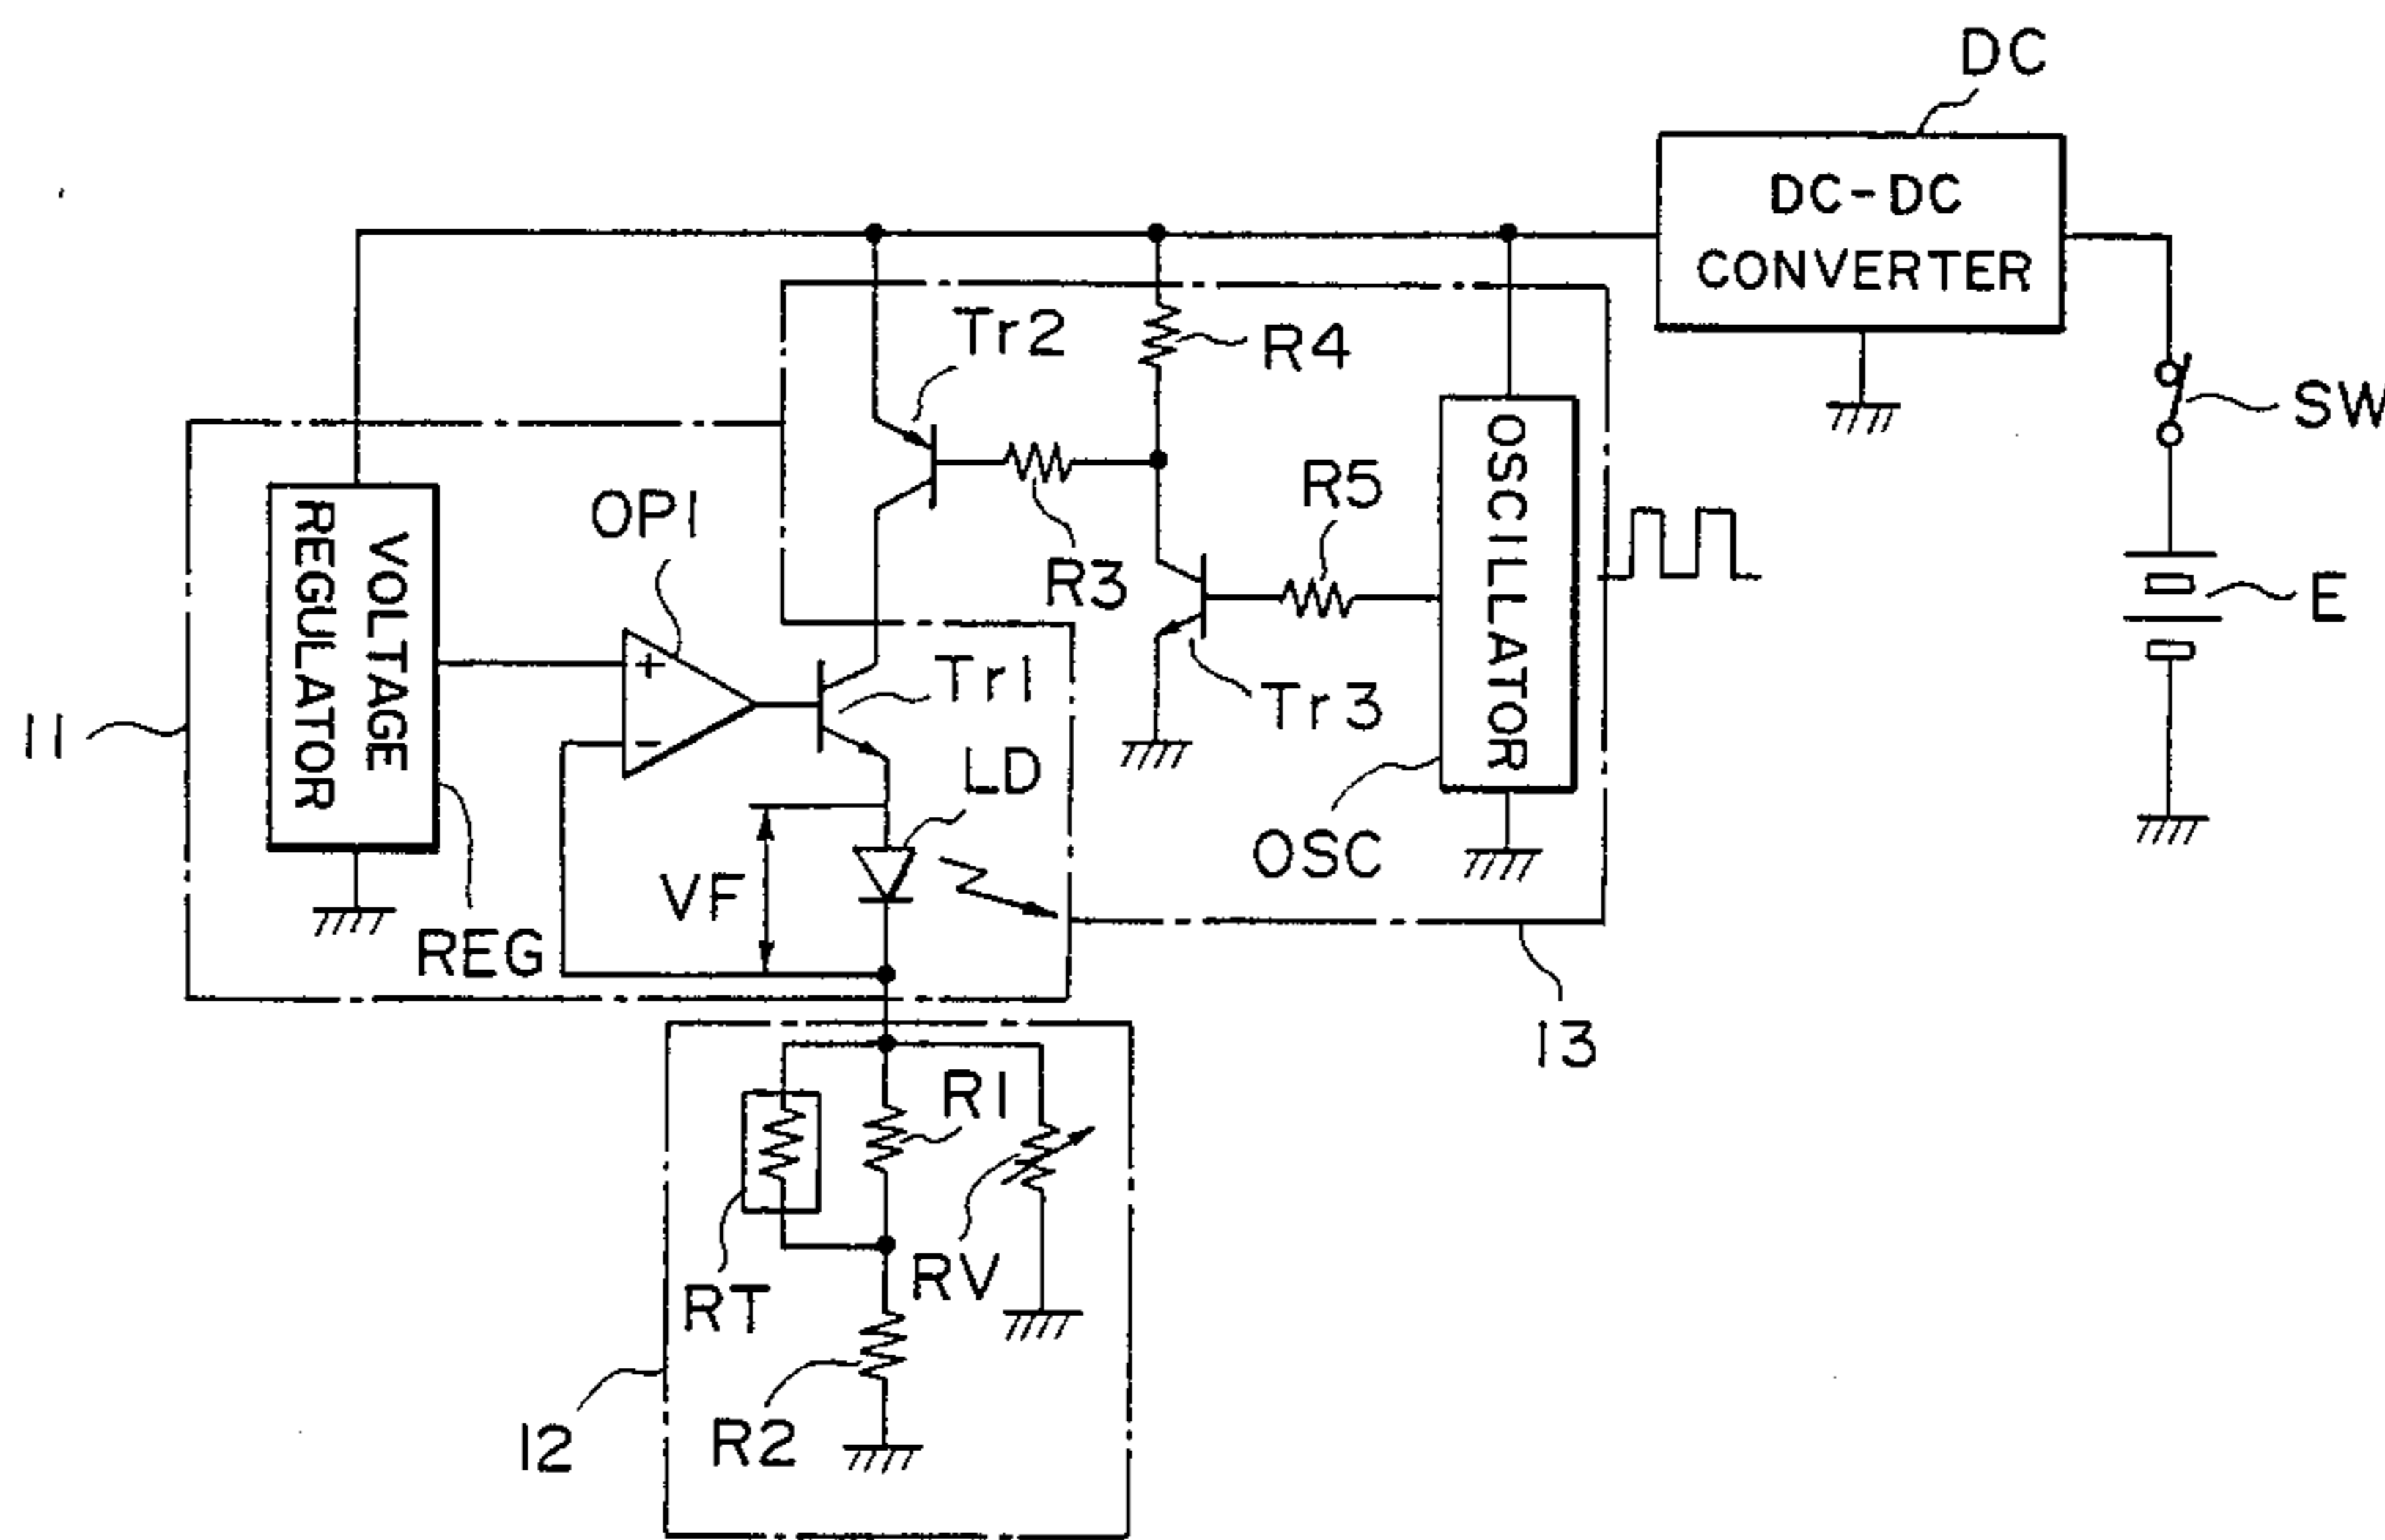 DC
DC-DC
CONVERTER
Tr2
R4
SW
OP1
R5
OSCILLATOR
VOLTAGE
REGULATOR
R3
E
+
Tr1
Tr3
11
-
LD
VF
OSC
REG
13
R1
RT
RV
12
R2